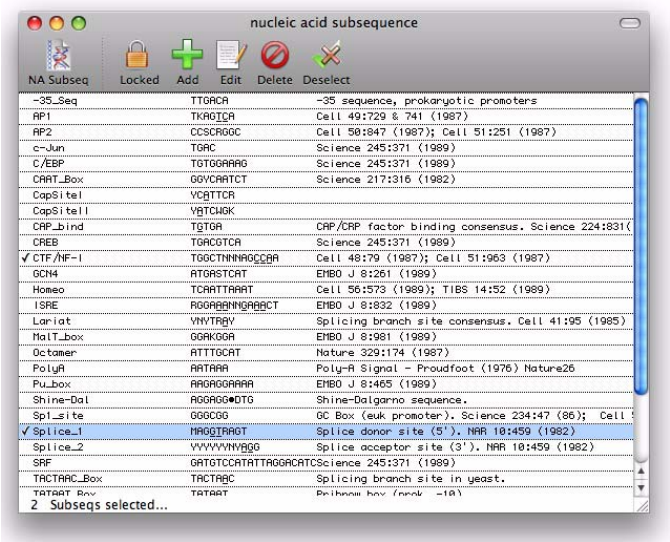 nucleic acid subsequence
NA Subseq Locked Add Edit Delete Deselect
-35_Seq TTGACA -35 sequence, prokaryotic promoters
AP1 TKAGTCA Cell 49:729 & 741 (1987)
AP2 CCSCRGGC Cell 50:847 (1987); Cell 51:251 (1987)
c-Jun TGAC Science 245:371 (1989)
C/EBP TGTGGAAAG Science 245:371 (1989)
CAAT_Box GGYCAATCT Science 217:316 (1982)
CapSiteI YCATTCR
CapSiteII YATCWGK
CAP_bind TGTGA CAP/CRP factor binding consensus. Science 224:831(
CREB TGACGTCA Science 245:371 (1989)
✓ CTF/NF-I TGGCTNNNAGCCAA Cell 48:79 (1987); Cell 51:963 (1987)
GCN4 ATGASTCAT EMBO J 8:261 (1989)
Homeo TCAATTAAAT Cell 56:573 (1989); TIBS 14:52 (1989)
ISRE RGGAAANNGAAACT EMBO J 8:832 (1989)
Lariat YNYTRAY Splicing branch site consensus. Cell 41:95 (1985)
MalT_box GGAKGGA EMBO J 8:981 (1989)
Octamer ATTTGCAT Nature 329:174 (1987)
PolyA AATAAA Poly-A Signal - Proudfoot (1976) Nature26
Pu_box AAGAGGAAAA EMBO J 8:465 (1989)
Shine-Dal AGGAGG●DTG Shine-Dalgarno sequence.
Sp1_site GGGCGG GC Box (euk promoter). Science 234:47 (86); Cell
✓ Splice_1 MAGGTRAGT Splice donor site (5'). NAR 10:459 (1982)
Splice_2 YYYYYYNYAGG Splice acceptor site (3'). NAR 10:459 (1982)
SRF GATGTCCATATTAGGACATCScience 245:371 (1989)
TACTAAC_Box TACTAAC Splicing branch site in yeast.
TATAAT_Box TATAAT Pribnow box (prok. -10)
2 Subseqs selected...